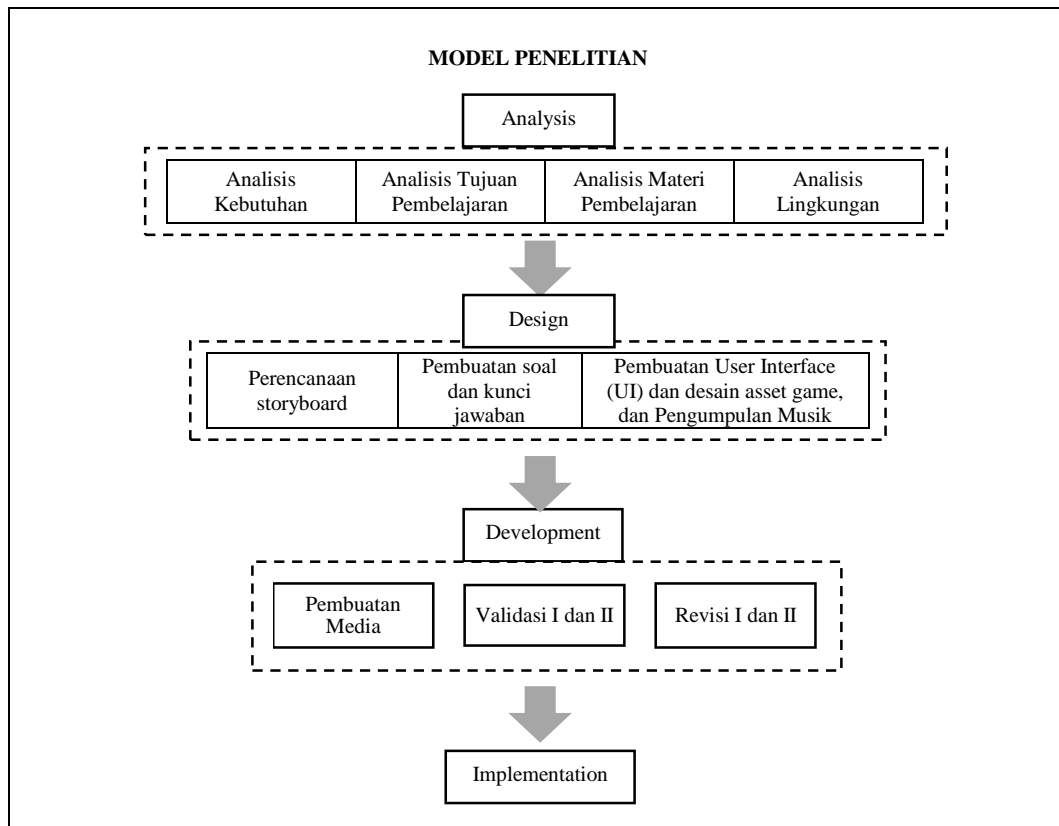 MODEL PENELITIAN
Analysis
Analisis
Kebutuhan
Analisis Tujuan
Pembelajaran
Analisis Materi
Pembelajaran
Analisis
Lingkungan
Design
Perencanaan
storyboard
Pembuatan soal
dan kunci
jawaban
Pembuatan User Interface
(UI) dan desain asset game,
dan Pengumpulan Musik
Development
Pembuatan
Media
Validasi I dan II
Revisi I dan II
Implementation